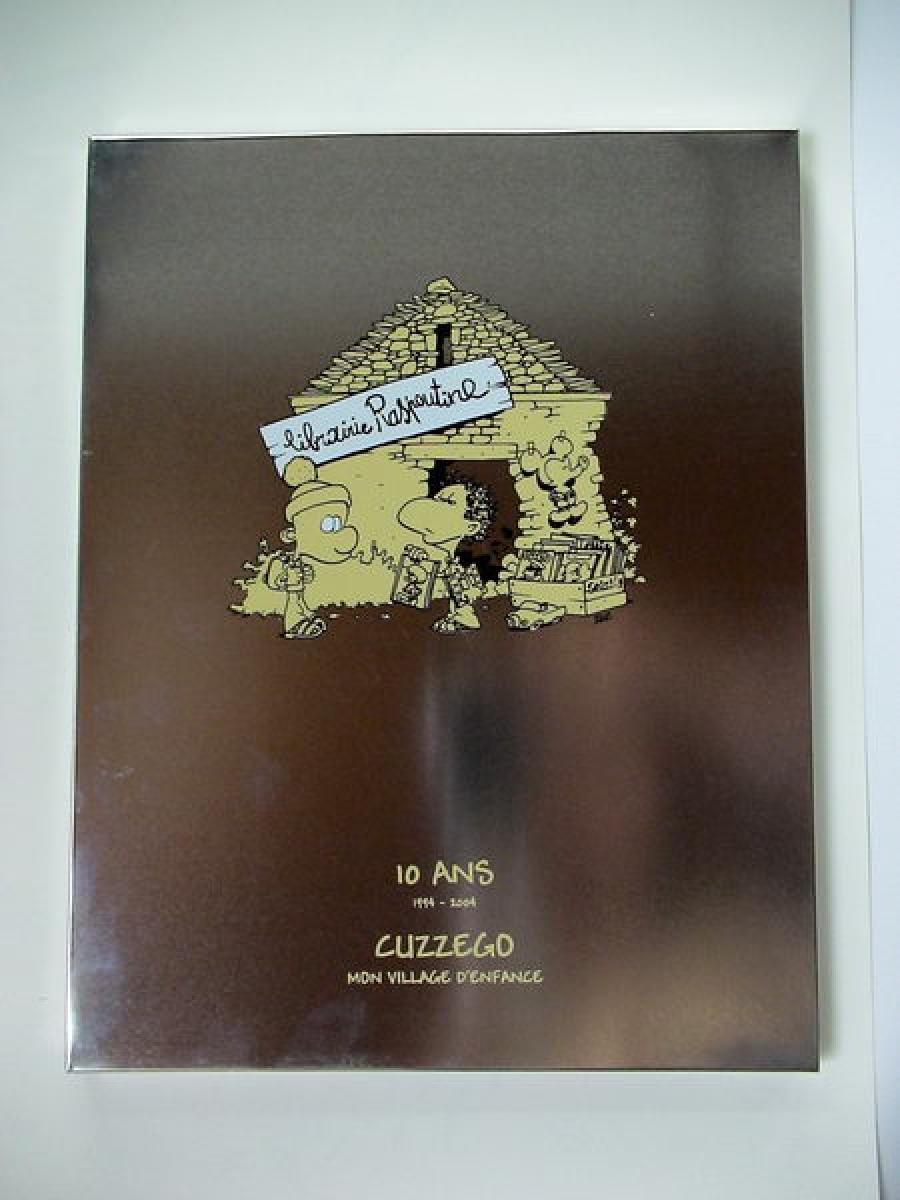 librairie Raspoutine
10 ANS
1994 - 2004
CUZZEGO
MON VILLAGE D'ENFANCE